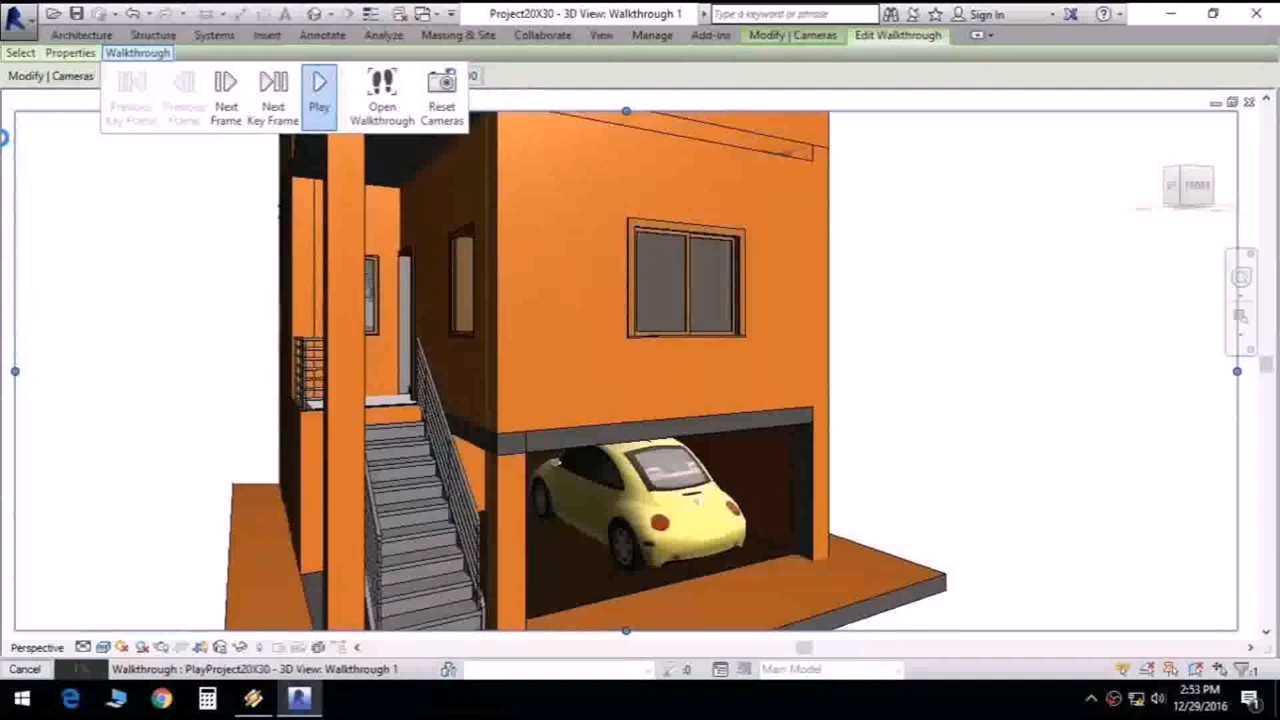 Project20X30 - 3D View: Walkthrough 1
Type a keyword or phrase
Sign In
Architecture Structure Systems Insert Annotate Analyze Massing & Site Collaborate View Manage Add-Ins Modify | Cameras Edit Walkthrough
Select Properties Walkthrough
Modify | Cameras
Previous Key Frame
Previous Frame
Next Frame
Next Key Frame
Play
Open Walkthrough
Reset Cameras
FRONT
Perspective
Cancel
Walkthrough : PlayProject20X30 - 3D View: Walkthrough 1
:0
Main Model
:1
2:53 PM
12/29/2016